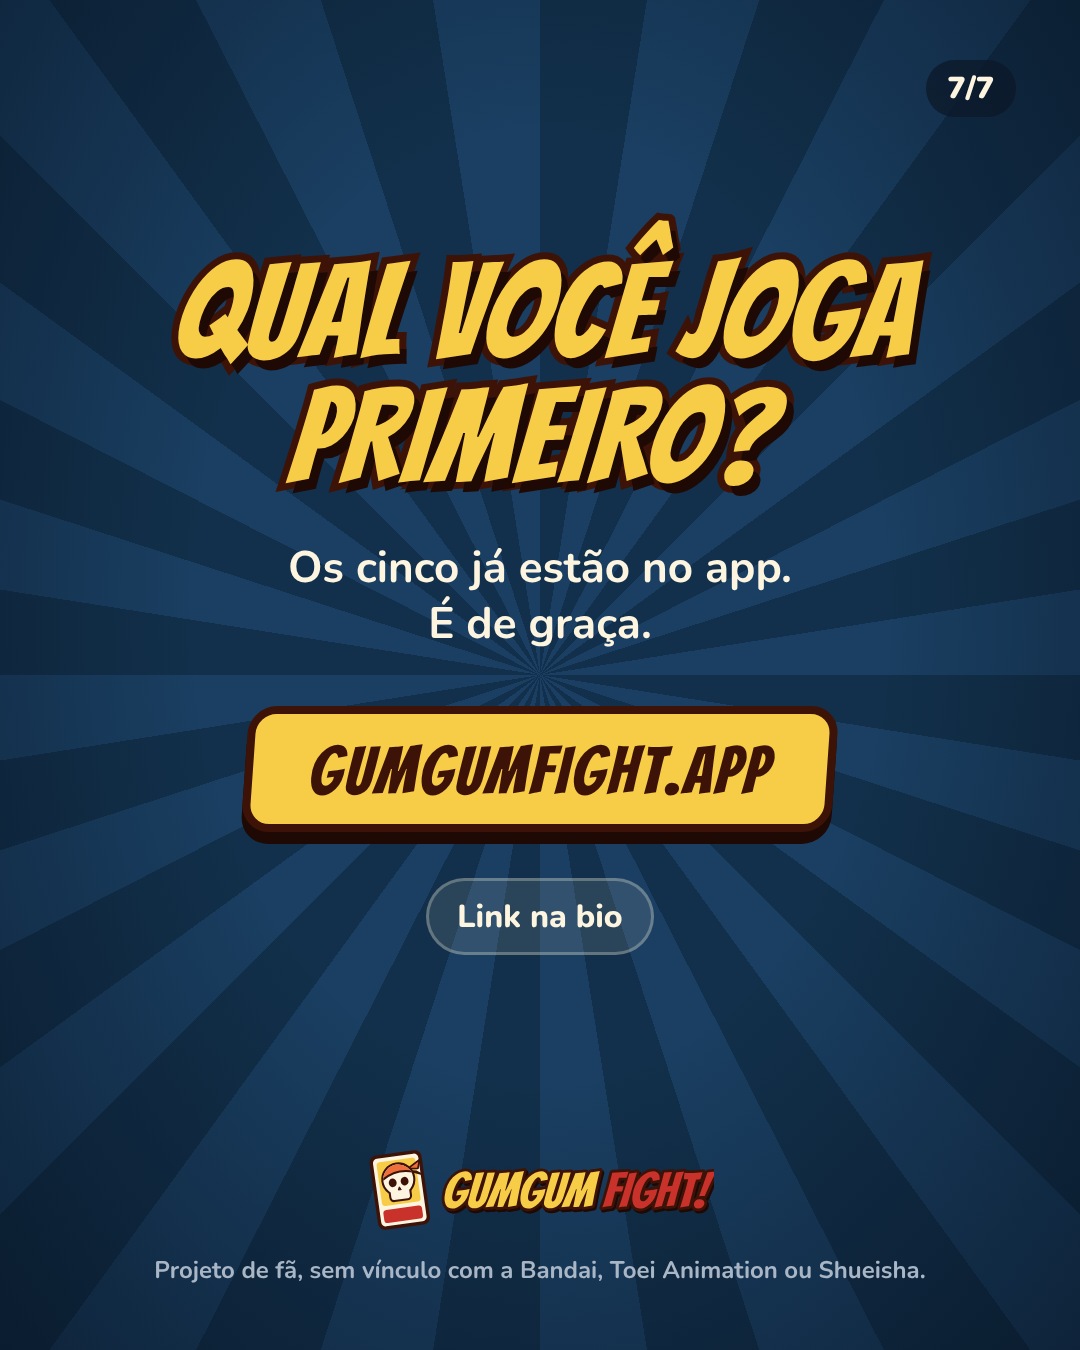 7/7
QUAL VOCÊ JOGA
PRIMEIRO?
Os cinco já estão no app.
É de graça.
GUMGUMFIGHT.APP
Link na bio
GUMGUM FIGHT!
Projeto de fã, sem vínculo com a Bandai, Toei Animation ou Shueisha.